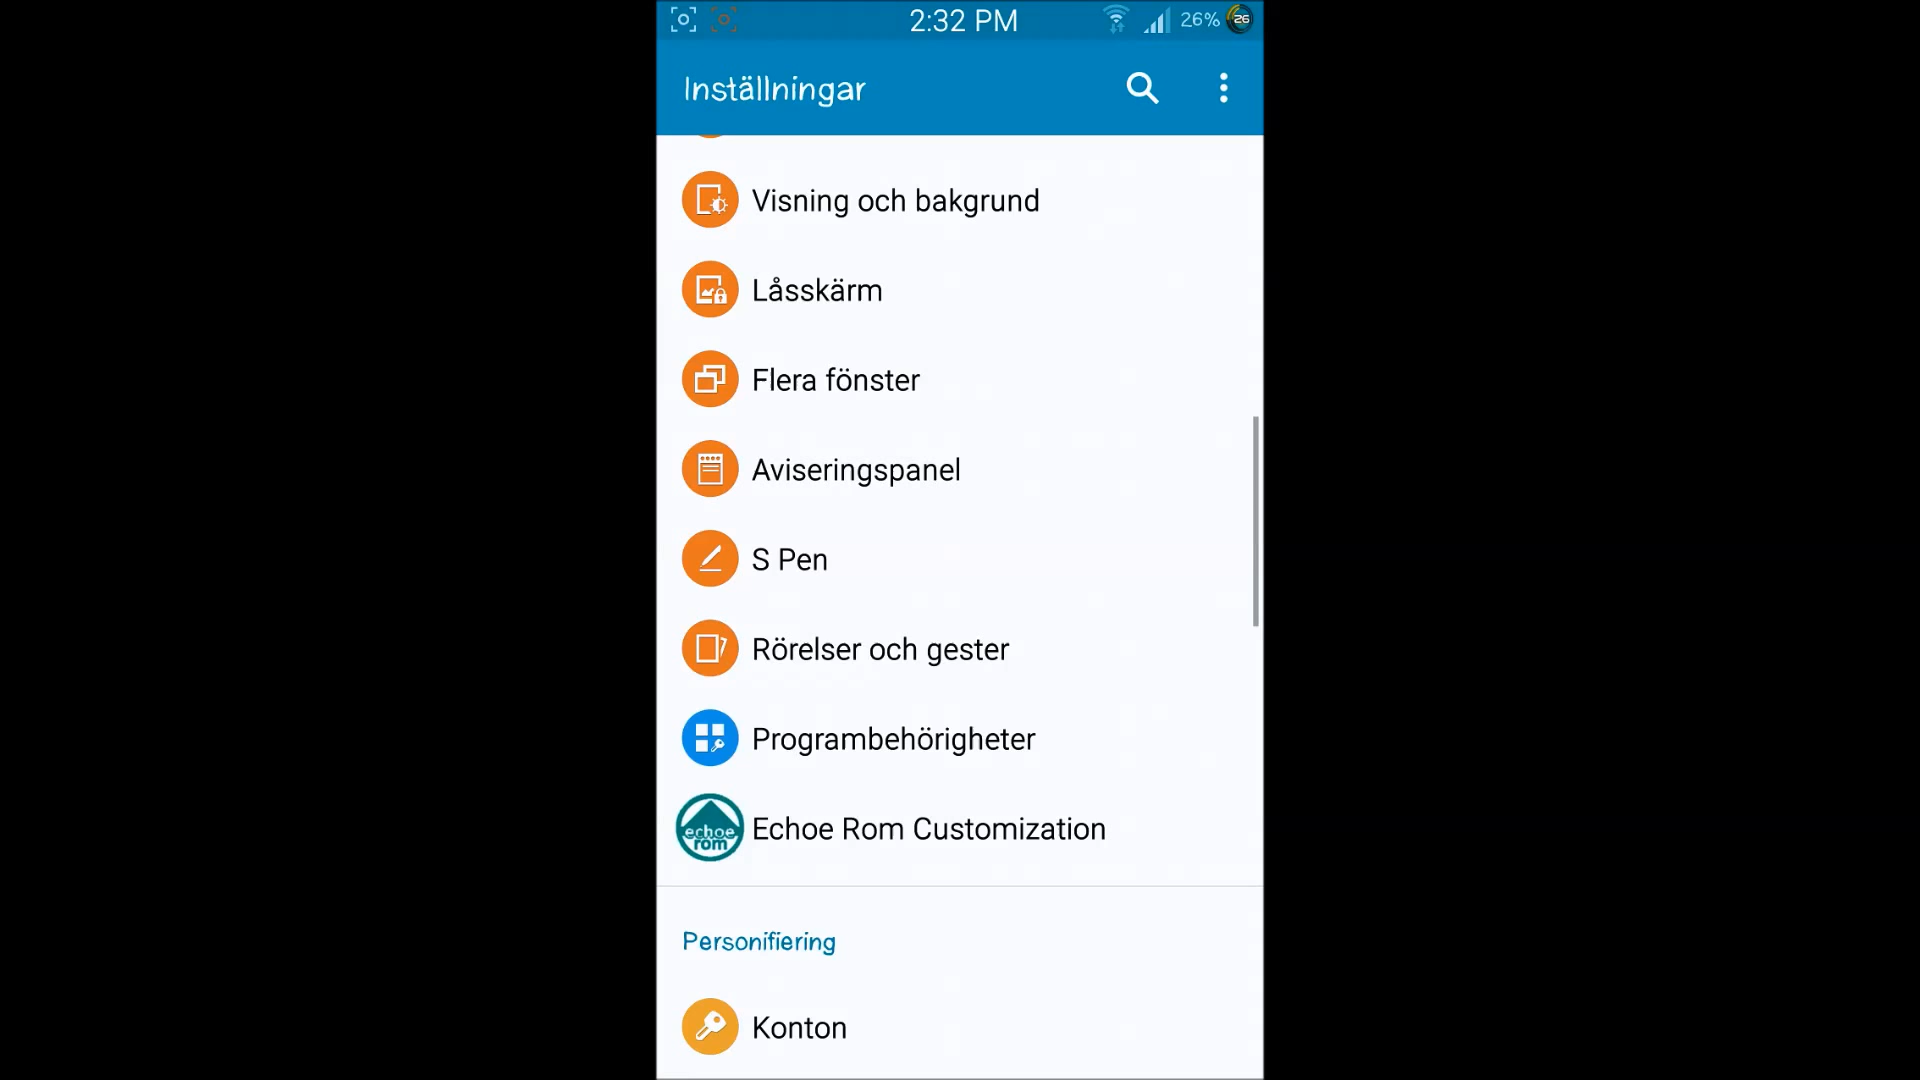 2:32 PM
26%
26
Inställningar
Visning och bakgrund
Låsskärm
Flera fönster
Aviseringspanel
S Pen
Rörelser och gester
Programbehörigheter
echoe
rom
Echoe Rom Customization
Personifiering
Konton